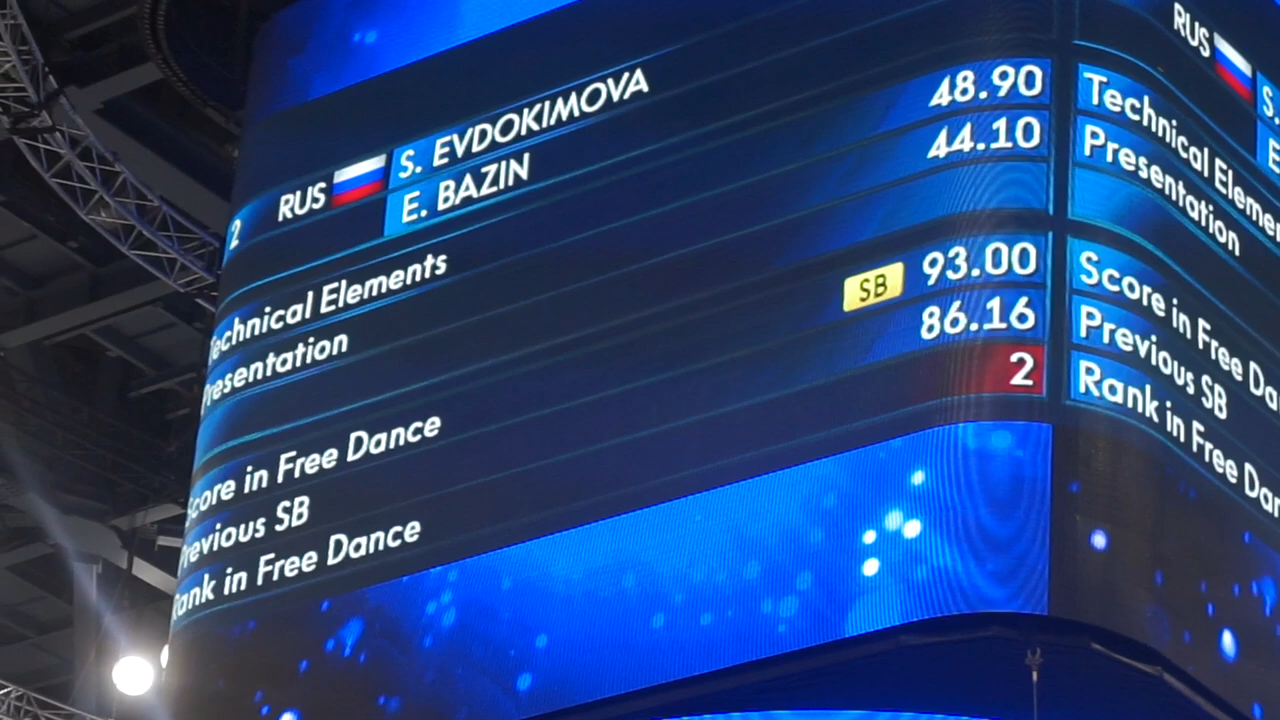 2 RUS S. EVDOKIMOVA
E. BAZIN
Technical Elements 48.90
Presentation 44.10
Score in Free Dance SB 93.00
Previous SB 86.16
Rank in Free Dance 2
RUS S.
E
Technical Elemen
Presentation
Score in Free Da
Previous SB
Rank in Free Dan